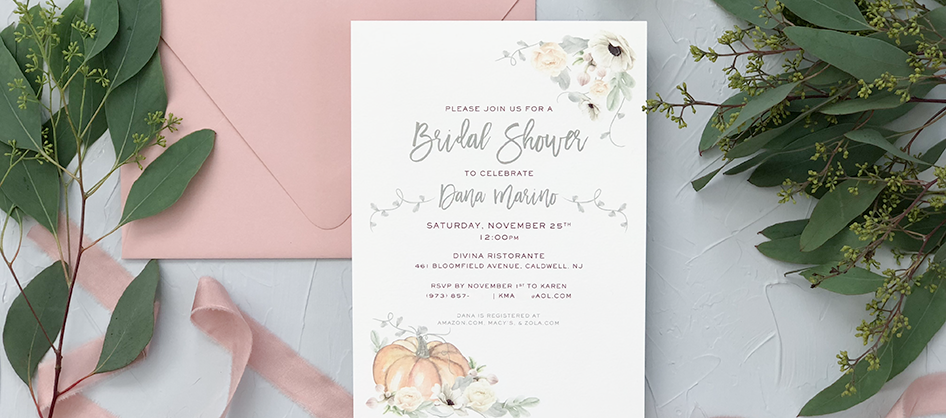 PLEASE JOIN US FOR A
Bridal Shower
TO CELEBRATE
Dana Marino
SATURDAY, NOVEMBER 25TH
12:00PM
DIVINA RISTORANTE
461 BLOOMFIELD AVENUE, CALDWELL, NJ
RSVP BY NOVEMBER 1ST TO KAREN
(973) 857- | KMA @AOL.COM
DANA IS REGISTERED AT
AMAZON.COM, MACY'S, & ZOLA.COM